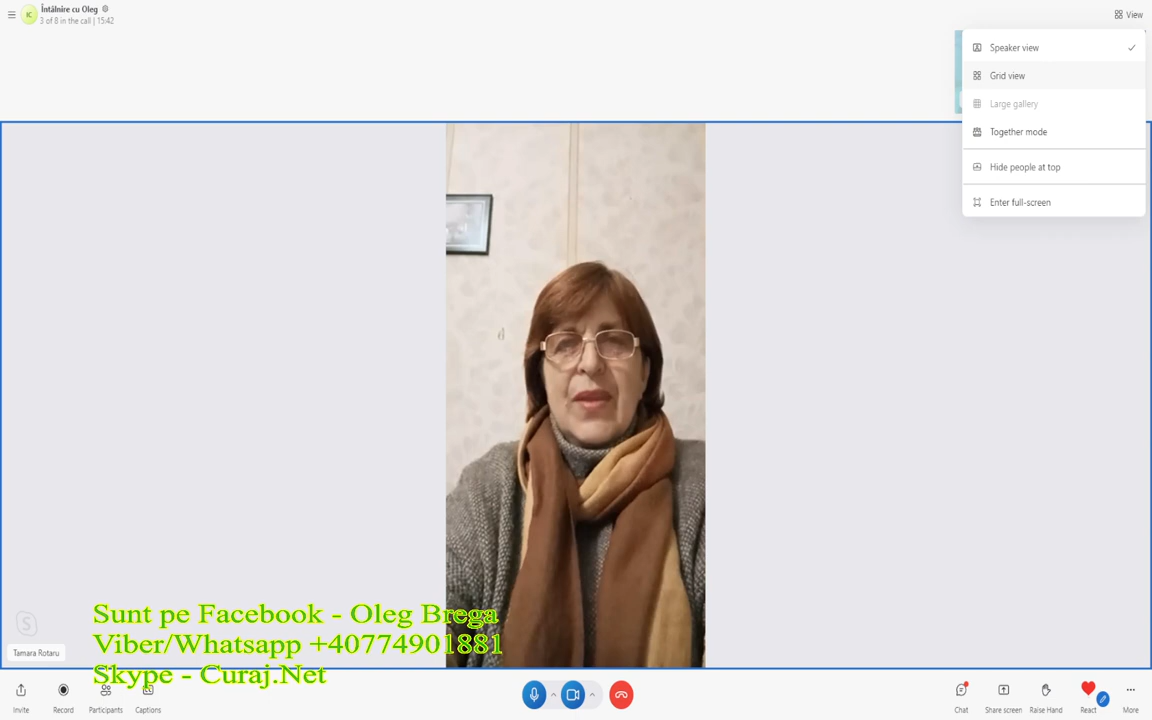 IC
Întâlnire cu Oleg
3 of 8 in the call | 15:42
View
Speaker view
Grid view
Large gallery
Together mode
Hide people at top
Enter full-screen
Sunt pe Facebook - Oleg Brega
Viber/Whatsapp +40774901881
Tamara Rotaru
Skype - Curaj.Net
Invite
Record
Participants
Captions
Chat
Share screen
Raise Hand
React
More